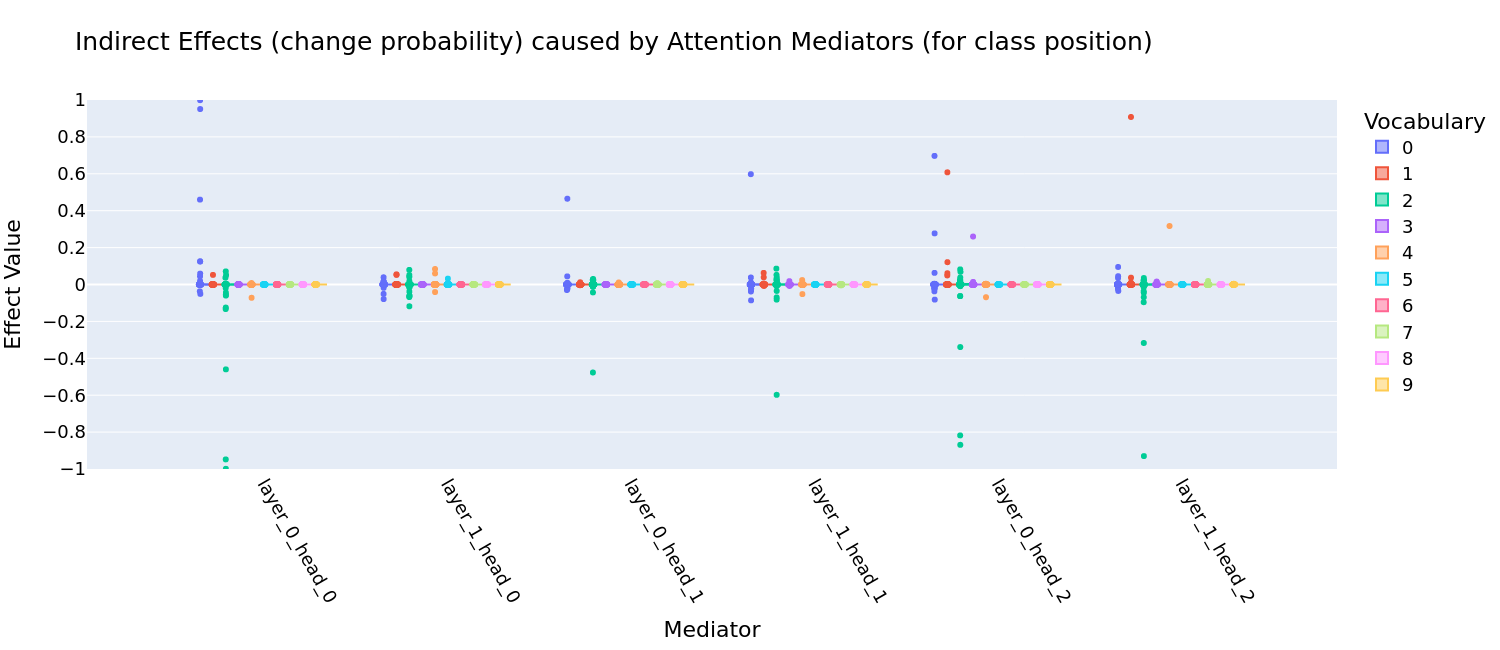 Indirect Effects (change probability) caused by Attention Mediators (for class position)
Effect Value
1
0.8
0.6
0.4
0.2
0
−0.2
−0.4
−0.6
−0.8
−1
layer_0_head_0
layer_1_head_0
layer_0_head_1
layer_1_head_1
layer_0_head_2
layer_1_head_2
Mediator
Vocabulary
0
1
2
3
4
5
6
7
8
9